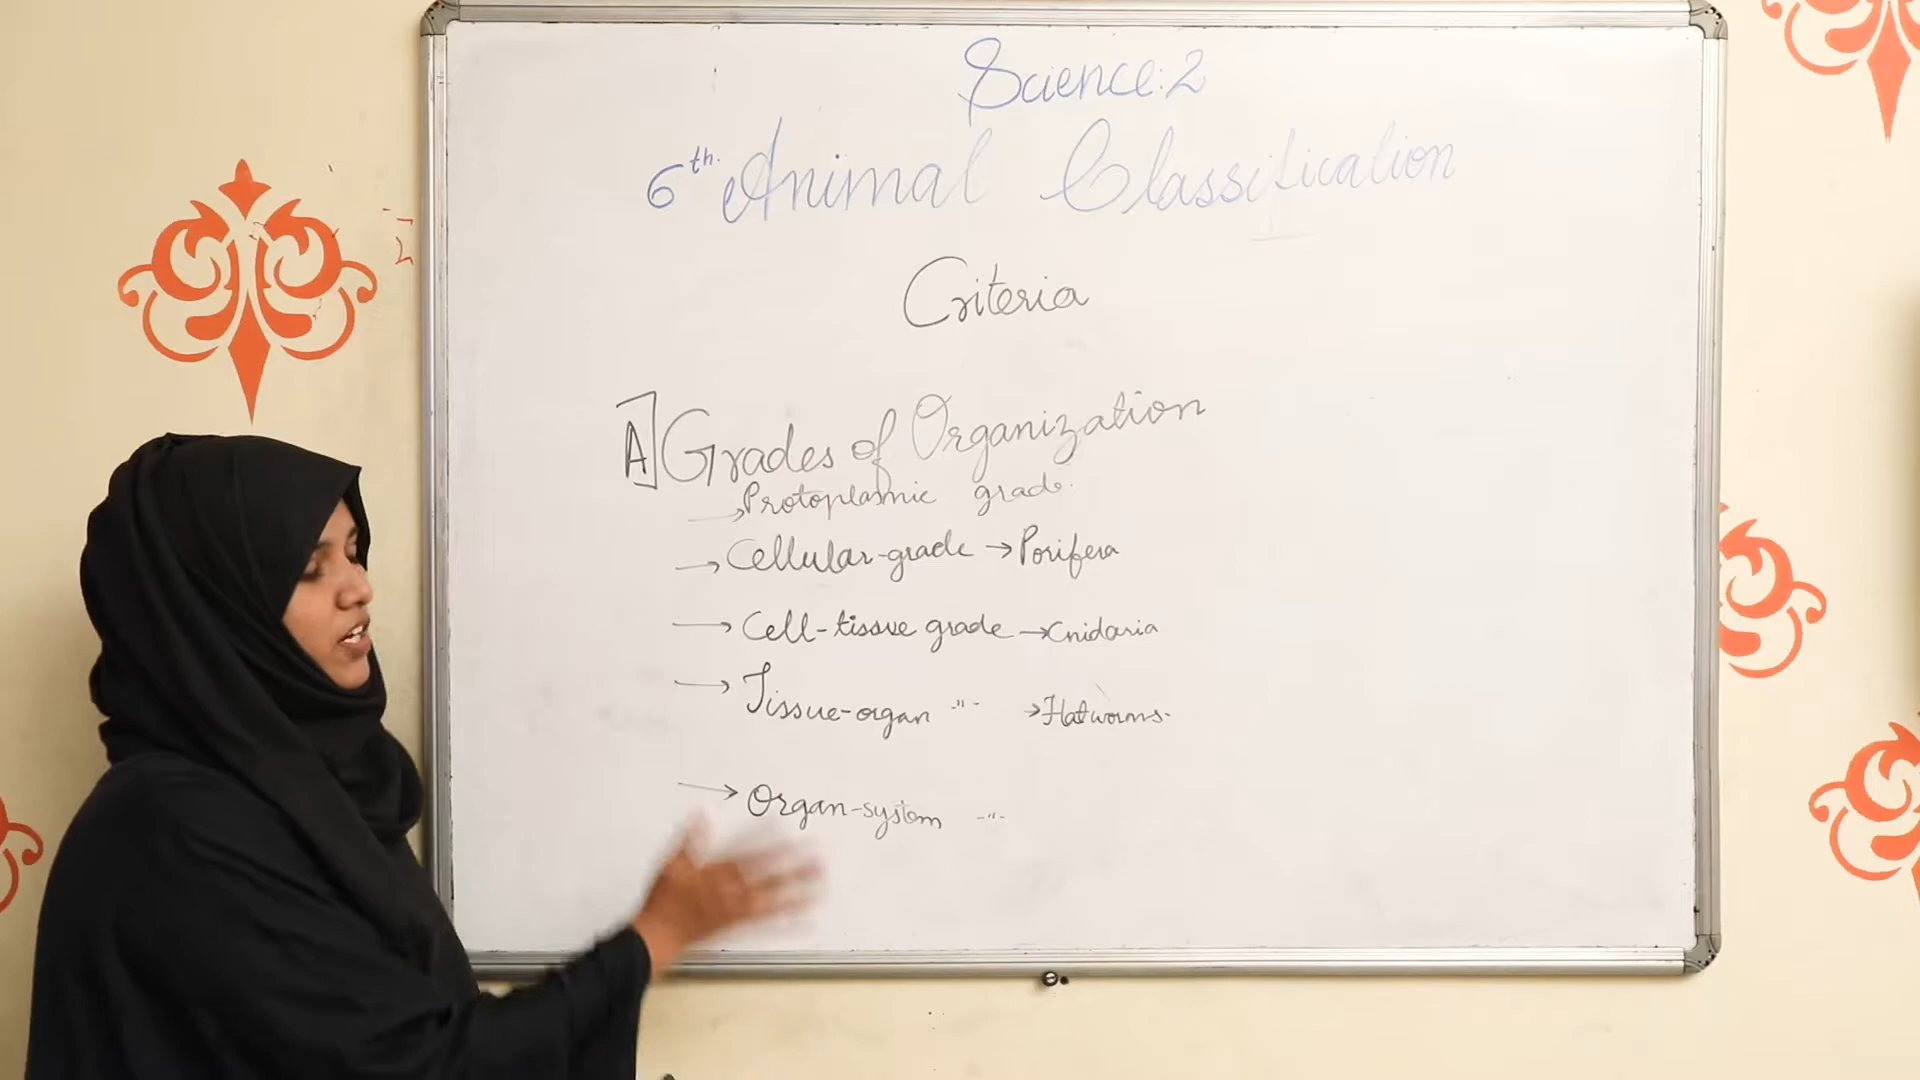 Science:2
6th. Animal Classification
Criteria
A] Grades of Organization
→ Protoplasmic grade.
→ Cellular-grade → Porifera
→ Cell-tissue grade → Cnidaria
→ Tissue-organ -"- → Flatworms.
→ Organ-system -"-